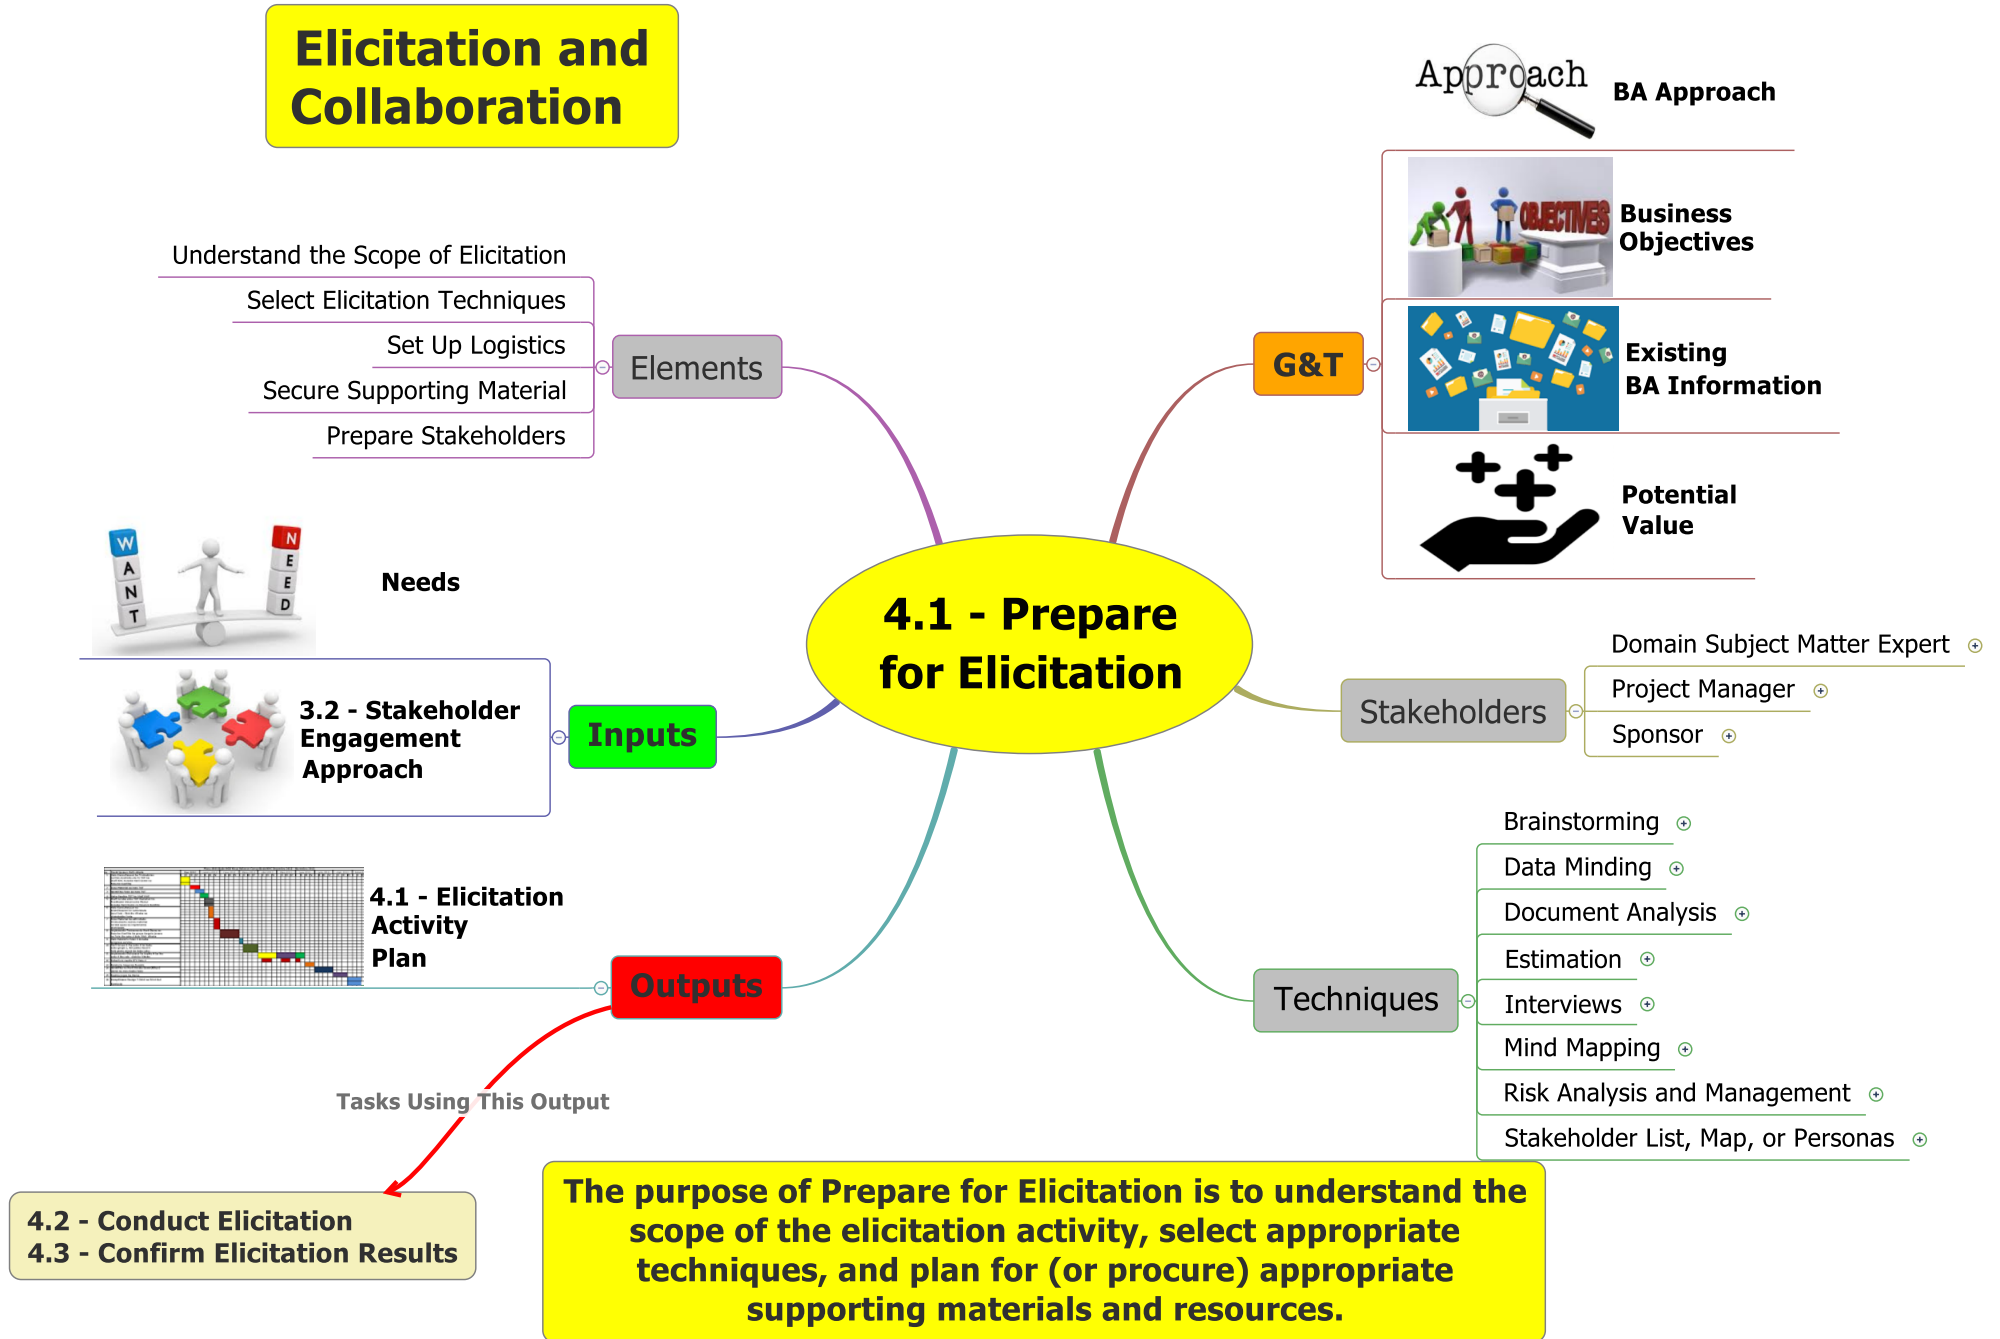 Elicitation and
Collaboration
Approach
BA Approach
OBJECTIVES
Business
Objectives
Existing
BA Information
Potential
Value
G&T
Understand the Scope of Elicitation
Select Elicitation Techniques
Set Up Logistics
Secure Supporting Material
Prepare Stakeholders
Elements
WANT
NEED
Needs
3.2 - Stakeholder
Engagement
Approach
Inputs
4.1 - Prepare
for Elicitation
Domain Subject Matter Expert
Project Manager
Sponsor
Stakeholders
4.1 - Elicitation
Activity
Plan
Outputs
Brainstorming
Data Minding
Document Analysis
Estimation
Interviews
Mind Mapping
Risk Analysis and Management
Stakeholder List, Map, or Personas
Techniques
Tasks Using This Output
4.2 - Conduct Elicitation
4.3 - Confirm Elicitation Results
The purpose of Prepare for Elicitation is to understand the
scope of the elicitation activity, select appropriate
techniques, and plan for (or procure) appropriate
supporting materials and resources.